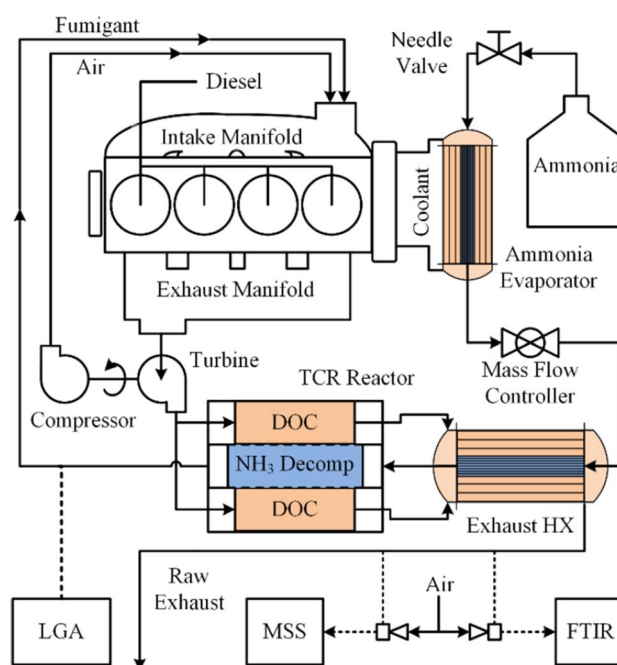 Fumigant
Air
Diesel
Needle
Valve
Intake Manifold
Coolant
Ammonia
Exhaust Manifold
Ammonia
Evaporator
Turbine
Compressor
TCR Reactor
Mass Flow
Controller
DOC
NH₃ Decomp
DOC
Exhaust HX
Raw
Exhaust
Air
LGA
MSS
FTIR